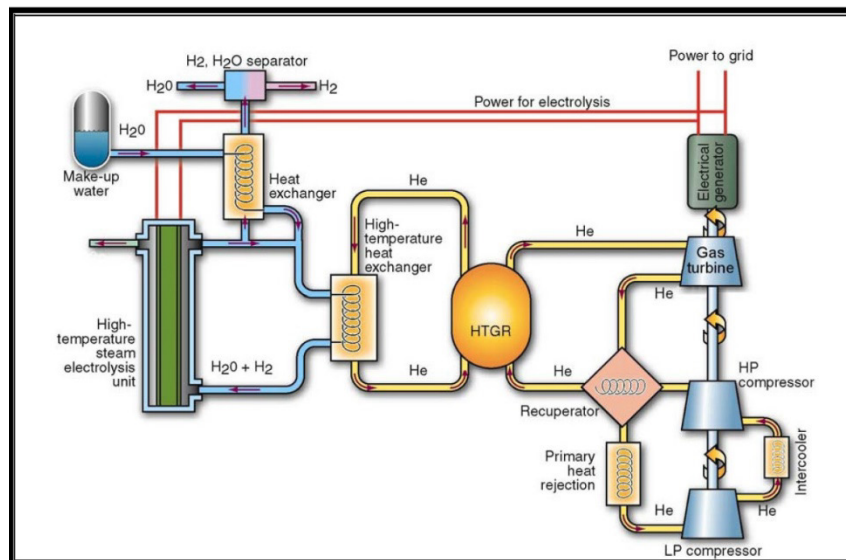 H2, H2O separator
H2O
H2
Power to grid
Power for electrolysis
H2O
Make-up
water
Heat
exchanger
Electrical
generator
He
High-
temperature
heat
exchanger
He
Gas
turbine
He
HTGR
High-
temperature
steam
electrolysis
unit
H2O + H2
He
He
Recuperator
HP
compressor
Primary
heat
rejection
Intercooler
He
He
LP compressor